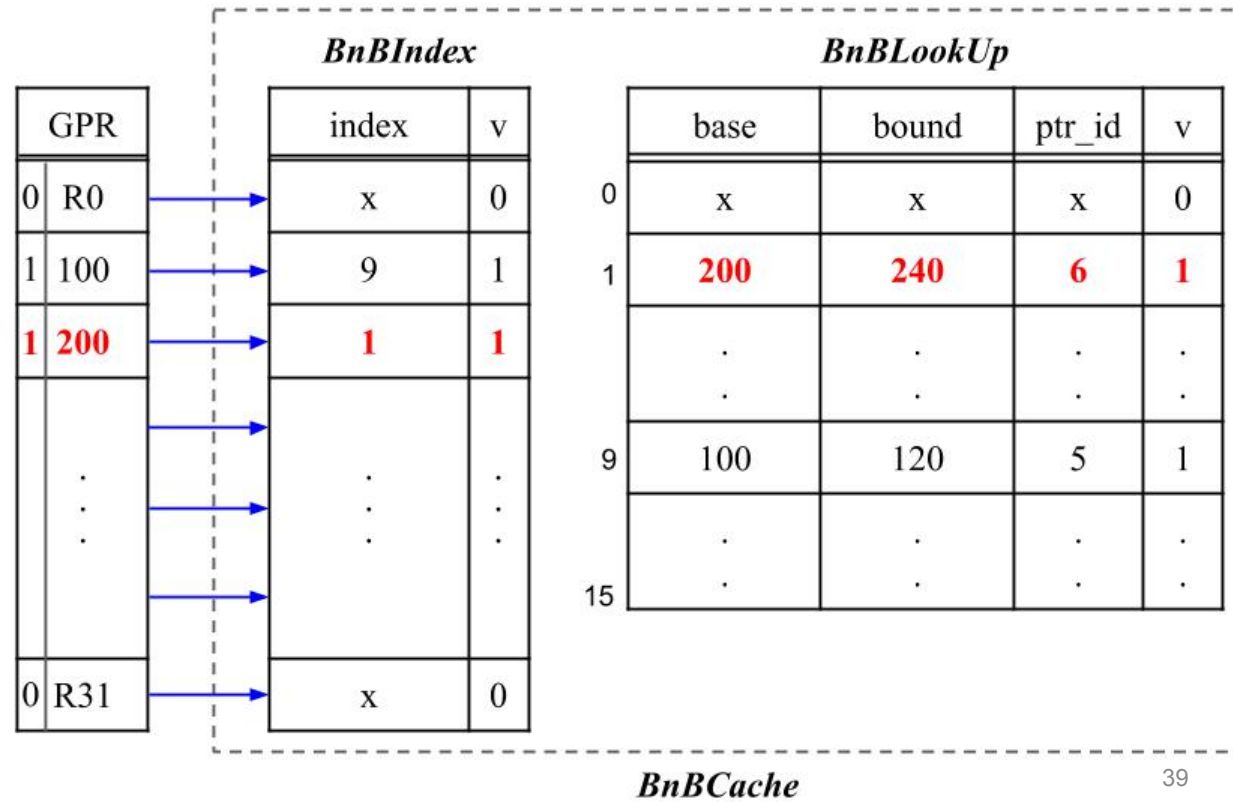 BnBIndex BnBLookUp
GPR index v base bound ptr_id v
0 R0 x 0 0 x x x 0
1 100 9 1 1 200 240 6 1
1 200 1 1 . . . .
. . . .
. . . 9 100 120 5 1
. . .
. . . . . . .
15 . . . .
0 R31 x 0
BnBCache 39